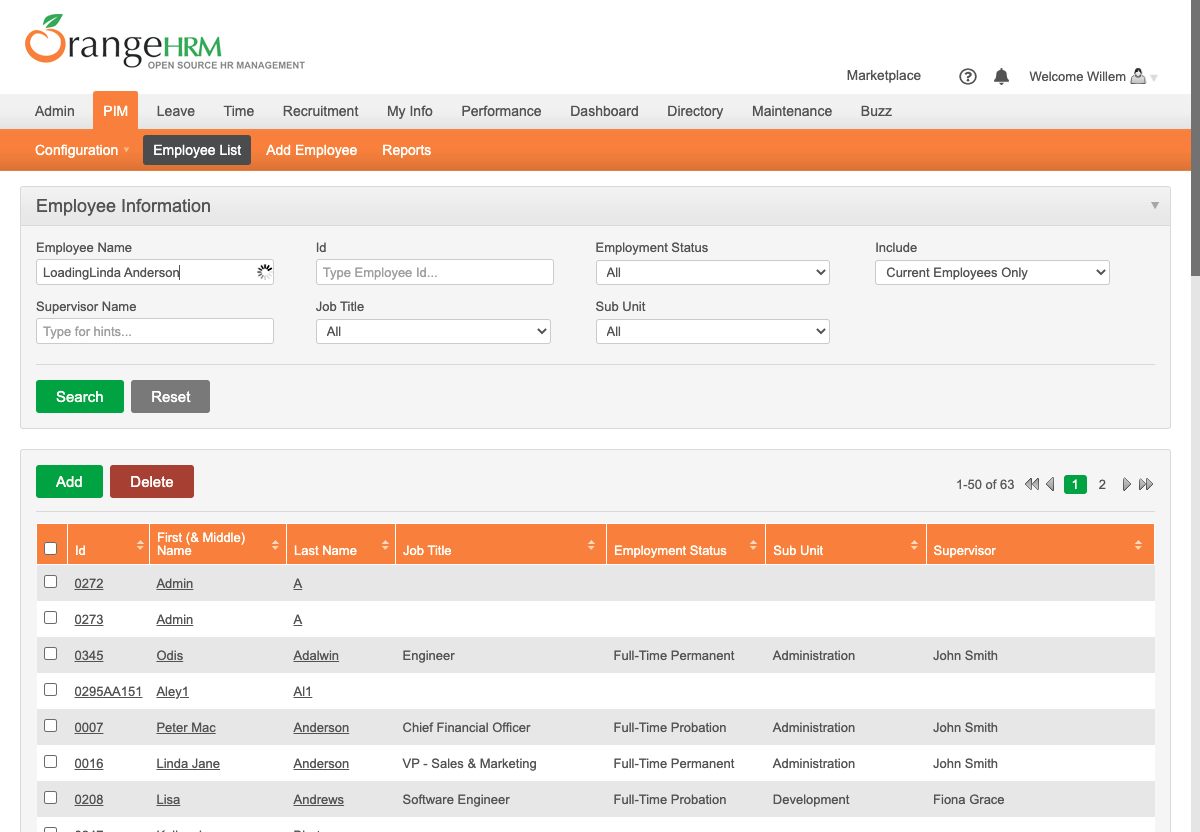 OrangeHRM
OPEN SOURCE HR MANAGEMENT
Marketplace ? Welcome Willem
Admin PIM Leave Time Recruitment My Info Performance Dashboard Directory Maintenance Buzz
Configuration Employee List Add Employee Reports
Employee Information
Employee Name Id Employment Status Include
LoadingLinda Anderson Type Employee Id... All Current Employees Only
Supervisor Name Job Title Sub Unit
Type for hints... All All
Search Reset
Add Delete 1-50 of 63 1 2
Id First (& Middle) Name Last Name Job Title Employment Status Sub Unit Supervisor
0272 Admin A
0273 Admin A
0345 Odis Adalwin Engineer Full-Time Permanent Administration John Smith
0295AA151 Aley1 Al1
0007 Peter Mac Anderson Chief Financial Officer Full-Time Probation Administration John Smith
0016 Linda Jane Anderson VP - Sales & Marketing Full-Time Permanent Administration John Smith
0208 Lisa Andrews Software Engineer Full-Time Probation Development Fiona Grace